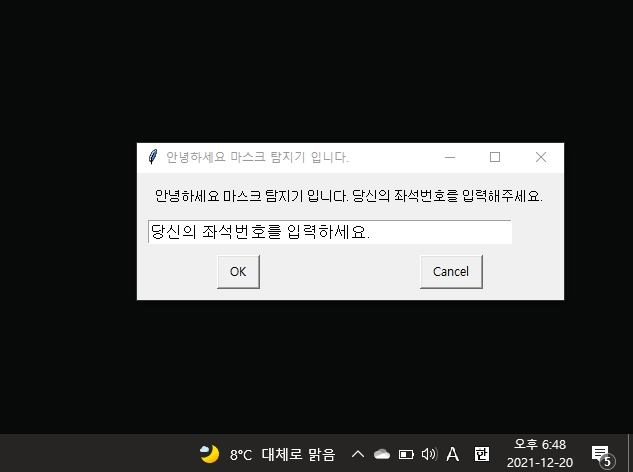 안녕하세요 마스크 탐지기 입니다.
안녕하세요 마스크 탐지기 입니다. 당신의 좌석번호를 입력해주세요.
당신의 좌석번호를 입력하세요.
OK Cancel
8°C 대체로 맑음 A 한 오후 6:48
2021-12-20 5